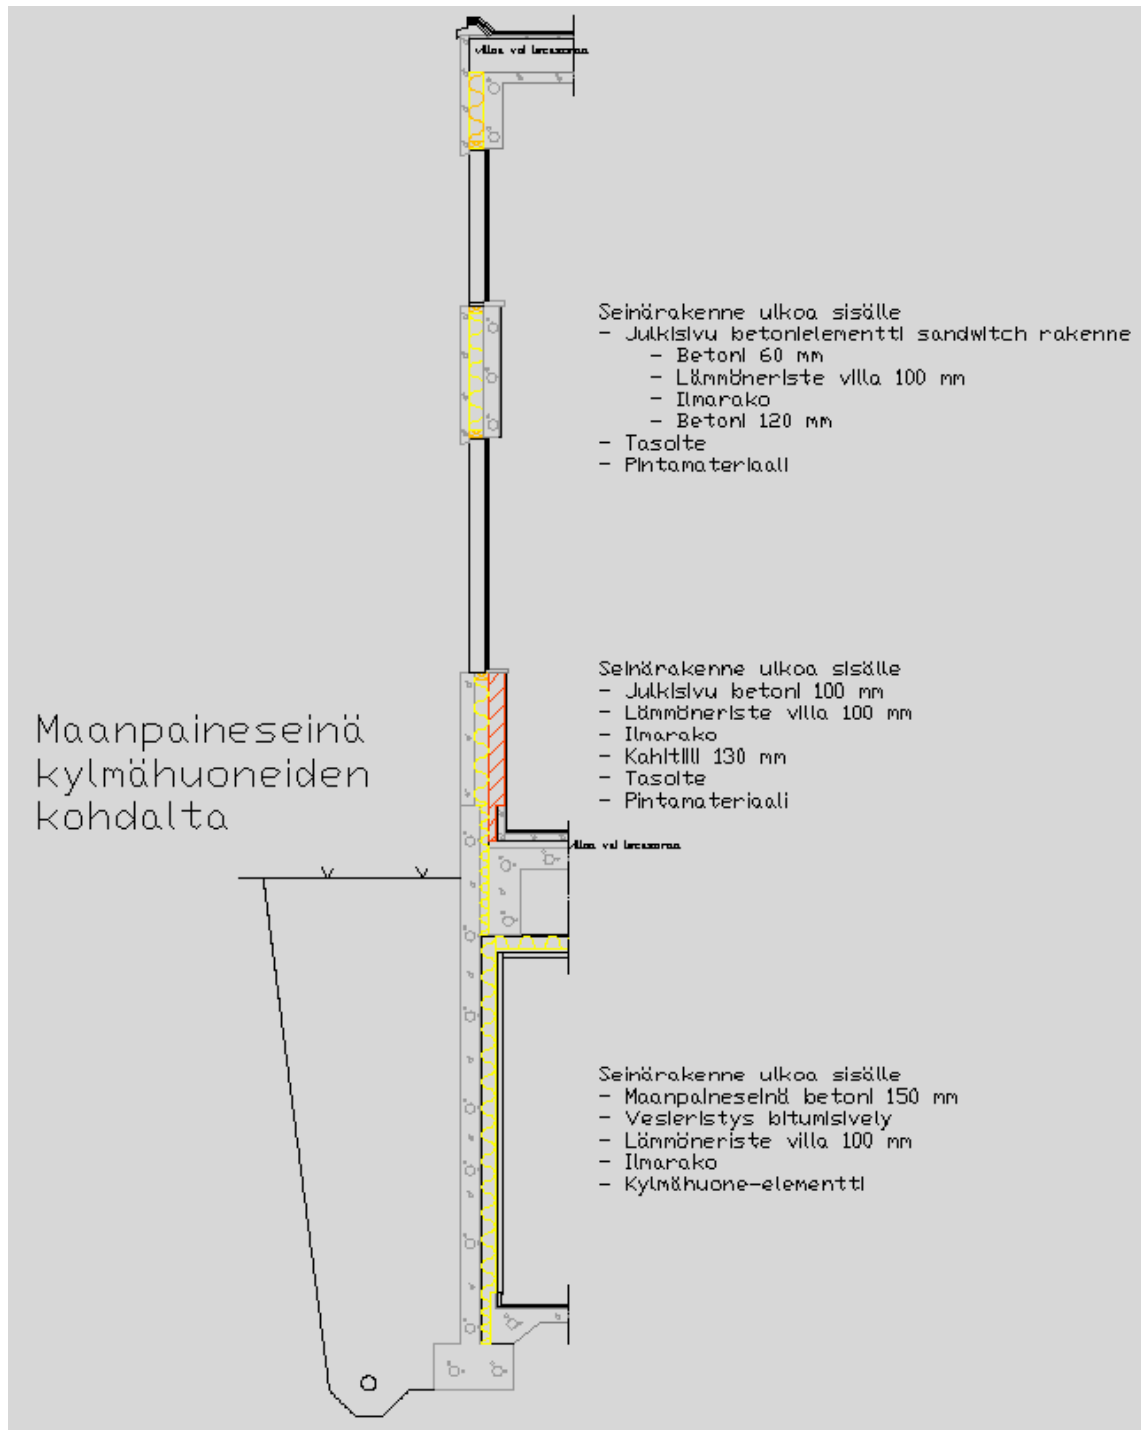 Seinärakenne ulkoa sisälle
- Julkisivu betonielementti sandwitch rakenne
- Betoni 60 mm
- Lämmöneriste villa 100 mm
- Ilmarako
- Betoni 120 mm
- Tasoite
- Pintamateriaali
Seinärakenne ulkoa sisälle
- Julkisivu betoni 100 mm
- Lämmöneriste villa 100 mm
- Ilmarako
- Kahitiili 130 mm
- Tasoite
- Pintamateriaali
Maanpaineseinä
kylmähuoneiden
kohdalta
Seinärakenne ulkoa sisälle
- Maanpaineseinä betoni 150 mm
- Vesieristys bitumisively
- Lämmöneriste villa 100 mm
- Ilmarako
- Kylmähuone-elementti